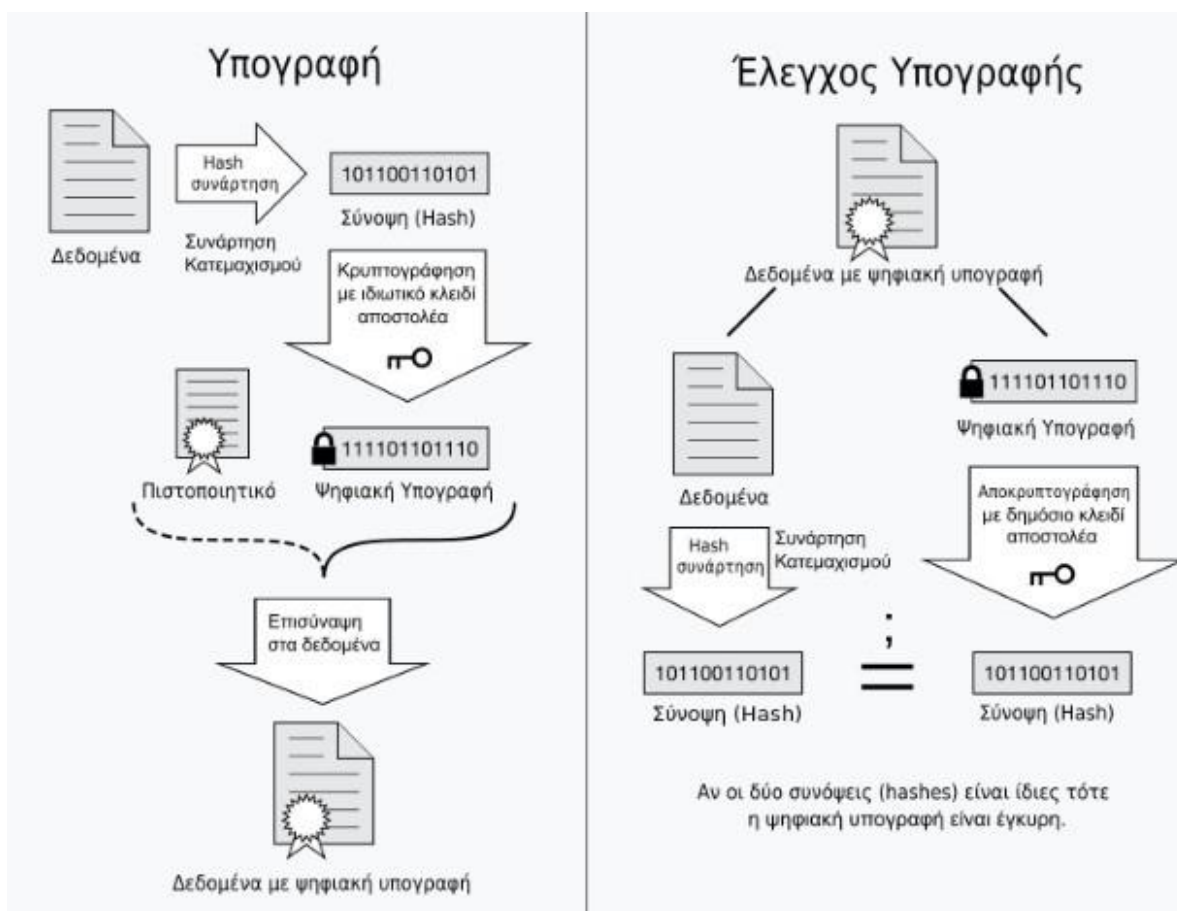 Υπογραφή
Hash
συνάρτηση
101100110101
Σύνοψη (Hash)
Δεδομένα
Συνάρτηση
Κατεμαχισμού
Κρυπτογράφηση
με ιδιωτικό κλειδί
αποστολέα
111101101110
Πιστοποιητικό
Ψηφιακή Υπογραφή
Επισύναψη
στα δεδομένα
Δεδομένα με ψηφιακή υπογραφή
Έλεγχος Υπογραφής
Δεδομένα με ψηφιακή υπογραφή
111101101110
Ψηφιακή Υπογραφή
Δεδομένα
Αποκρυπτογράφηση
με δημόσιο κλειδί
αποστολέα
Hash
συνάρτηση
Συνάρτηση
Κατεμαχισμού
;
=
101100110101
101100110101
Σύνοψη (Hash)
Σύνοψη (Hash)
Αν οι δύο συνόψεις (hashes) είναι ίδιες τότε
η ψηφιακή υπογραφή είναι έγκυρη.